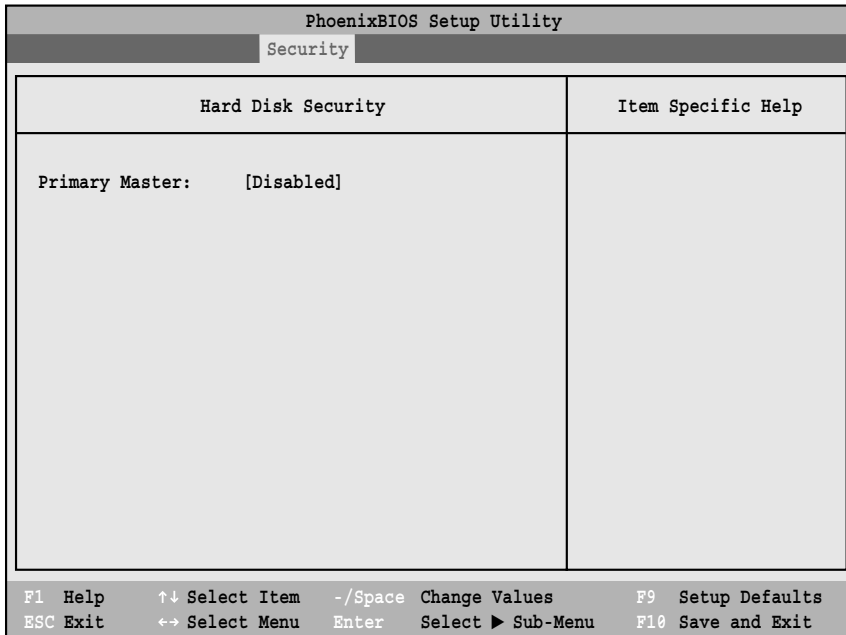 PhoenixBIOS Setup Utility
Security
Hard Disk Security
Item Specific Help
Primary Master: [Disabled]
F1 Help ↑↓ Select Item -/Space Change Values F9 Setup Defaults
ESC Exit ←→ Select Menu Enter Select ▶ Sub-Menu F10 Save and Exit